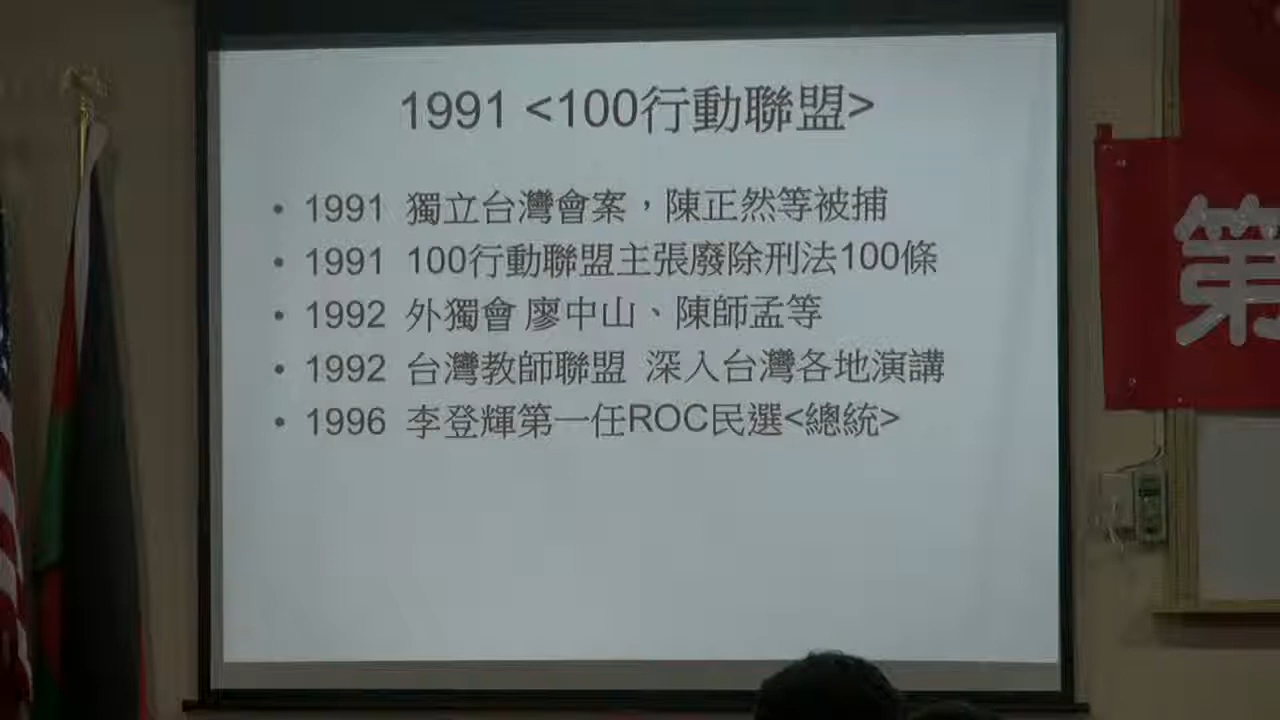 1991 <100行動聯盟>
• 1991 獨立台灣會案，陳正然等被捕
• 1991 100行動聯盟主張廢除刑法100條
• 1992 外獨會 廖中山、陳師孟等
• 1992 台灣教師聯盟 深入台灣各地演講
• 1996 李登輝第一任ROC民選<總統>
第